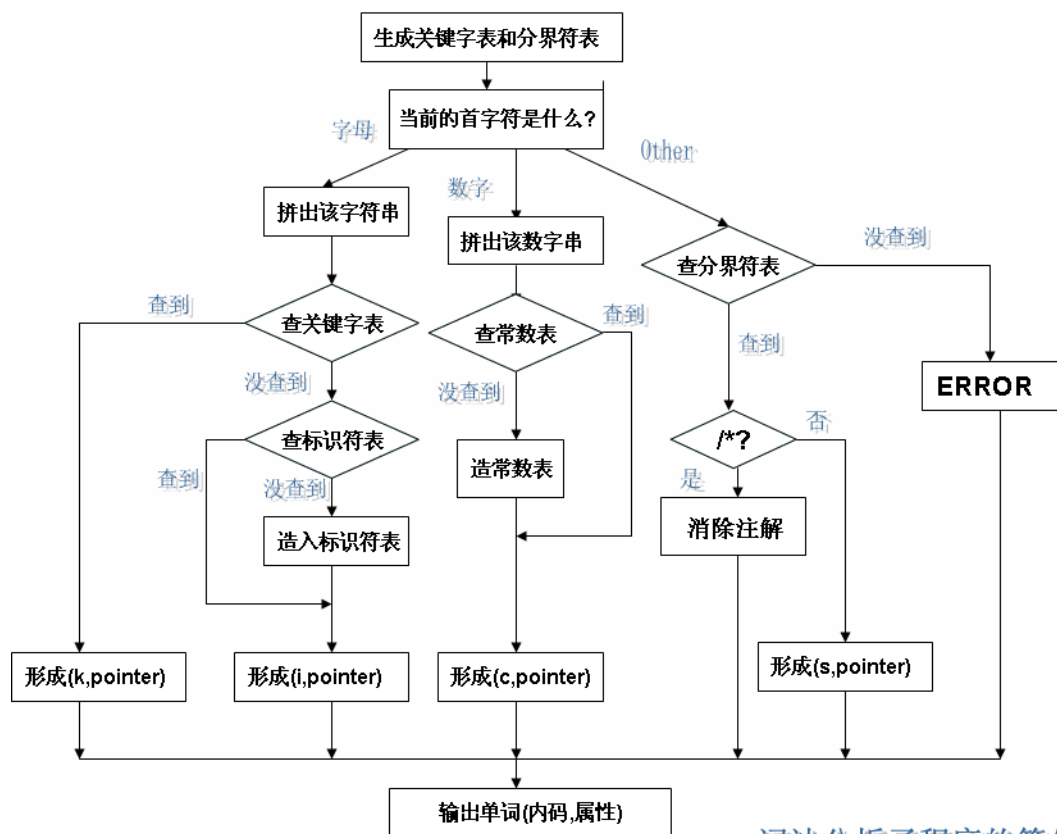 生成关键字表和分界符表
当前的首字符是什么?
字母
数字
Other
拼出该字符串
拼出该数字串
查分界符表
没查到
查到
查关键字表
查常数表
查到
查到
没查到
没查到
ERROR
查标识符表
/*?
否
查到
没查到
造常数表
是
造入标识符表
消除注解
形成(k,pointer)
形成(i,pointer)
形成(c,pointer)
形成(s,pointer)
输出单词(内码,属性)